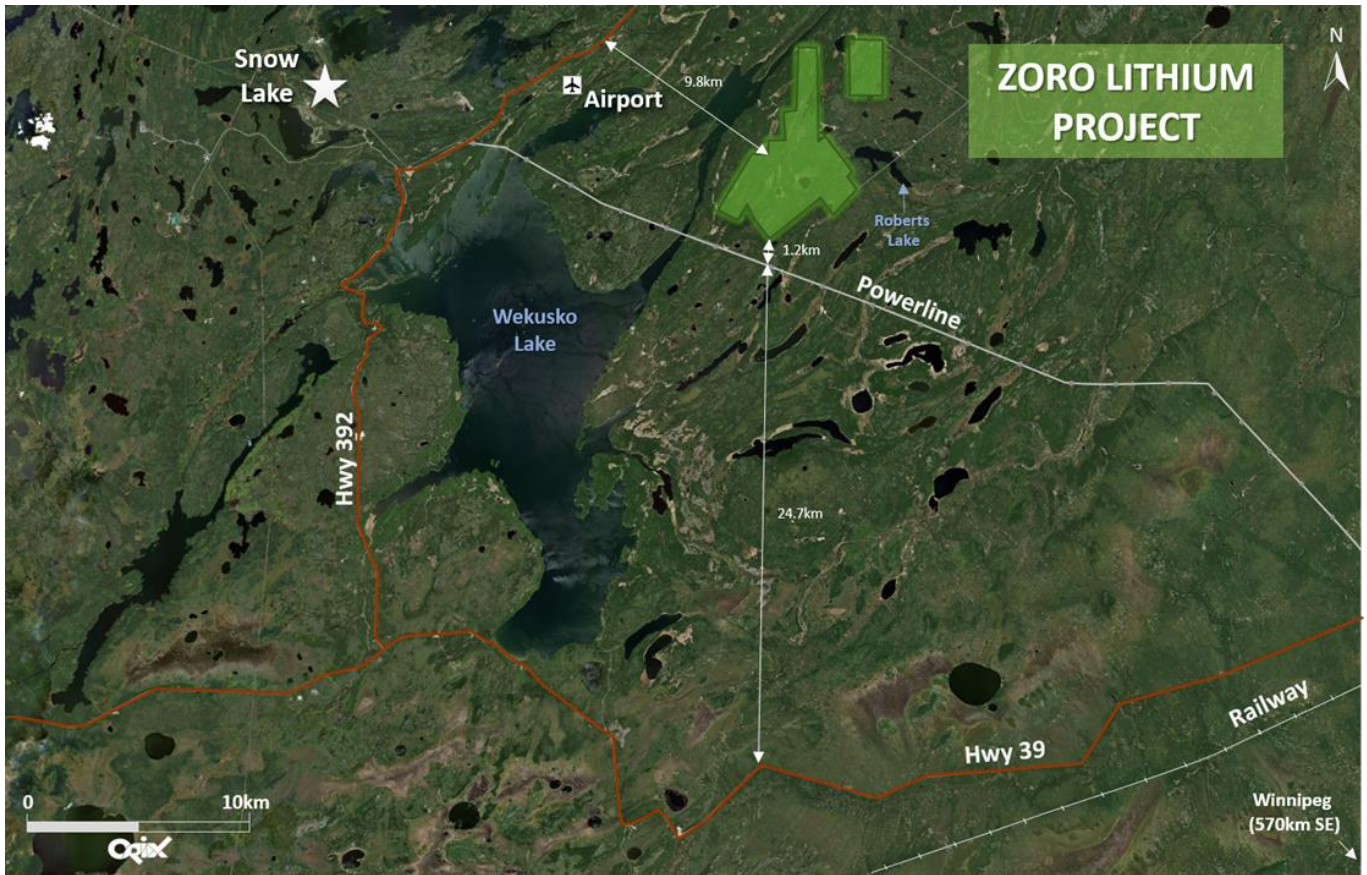 Snow
Lake
Airport
9.8km
ZORO LITHIUM
PROJECT
N
Roberts
Lake
1.2km
Powerline
Wekusko
Lake
Hwy 392
24.7km
Railway
Hwy 39
0 10km
Winnipeg
(570km SE)
Oqix